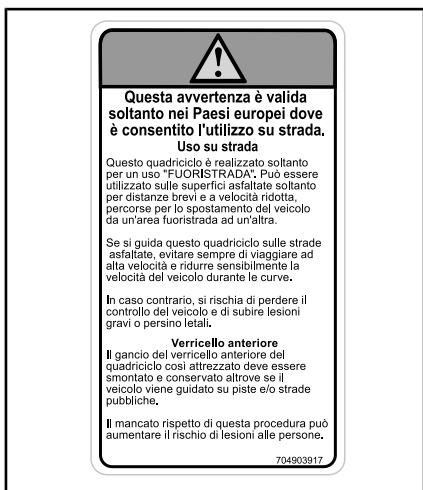 Questa avvertenza è valida
soltanto nei Paesi europei dove
è consentito l'utilizzo su strada.
Uso su strada
Questo quadriciclo è realizzato soltanto
per un uso "FUORISTRADA". Può essere
utilizzato sulle superfici asfaltate soltanto
per distanze brevi e a velocità ridotta,
percorse per lo spostamento del veicolo
da un'area fuoristrada ad un'altra.
Se si guida questo quadriciclo sulle strade
asfaltate, evitare sempre di viaggiare ad
alta velocità e ridurre sensibilmente la
velocità del veicolo durante le curve.
In caso contrario, si rischia di perdere il
controllo del veicolo e di subire lesioni
gravi o persino letali.
Verricello anteriore
Il gancio del verricello anteriore del
quadriciclo così attrezzato deve essere
smontato e conservato altrove se il
veicolo viene guidato su piste e/o strade
pubbliche.
Il mancato rispetto di questa procedura può
aumentare il rischio di lesioni alle persone.
704903917